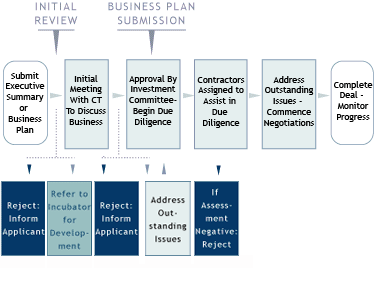 INITIAL
REVIEW
BUSINESS PLAN
SUBMISSION
Submit
Executive
Summary
or Business
Plan
Initial
Meeting
With CT
To Discuss
Business
Approval By
Investment
Committee-
Begin Due
Diligence
Contractors
Assigned to
Assist in
Due
Diligence
Address
Outstanding
Issues -
Commence
Negotiations
Complete
Deal -
Monitor
Progress
Reject:
Inform
Applicant
Refer to
Incubator
for
Develop-
ment
Reject:
Inform
Applicant
Address
Out-
standing
Issues
If
Assess-
ment
Negative:
Reject